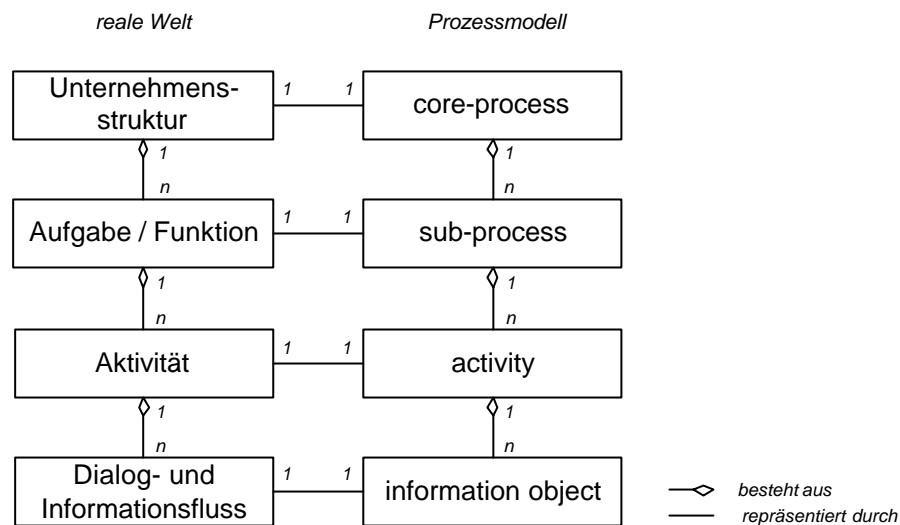 reale Welt
Prozessmodell
Unternehmens-
struktur
1
1
core-process
1
n
1
n
Aufgabe / Funktion
1
1
sub-process
1
n
1
n
Aktivität
1
1
activity
1
n
1
n
Dialog- und
Informationsfluss
1
1
information object
besteht aus
repräsentiert durch